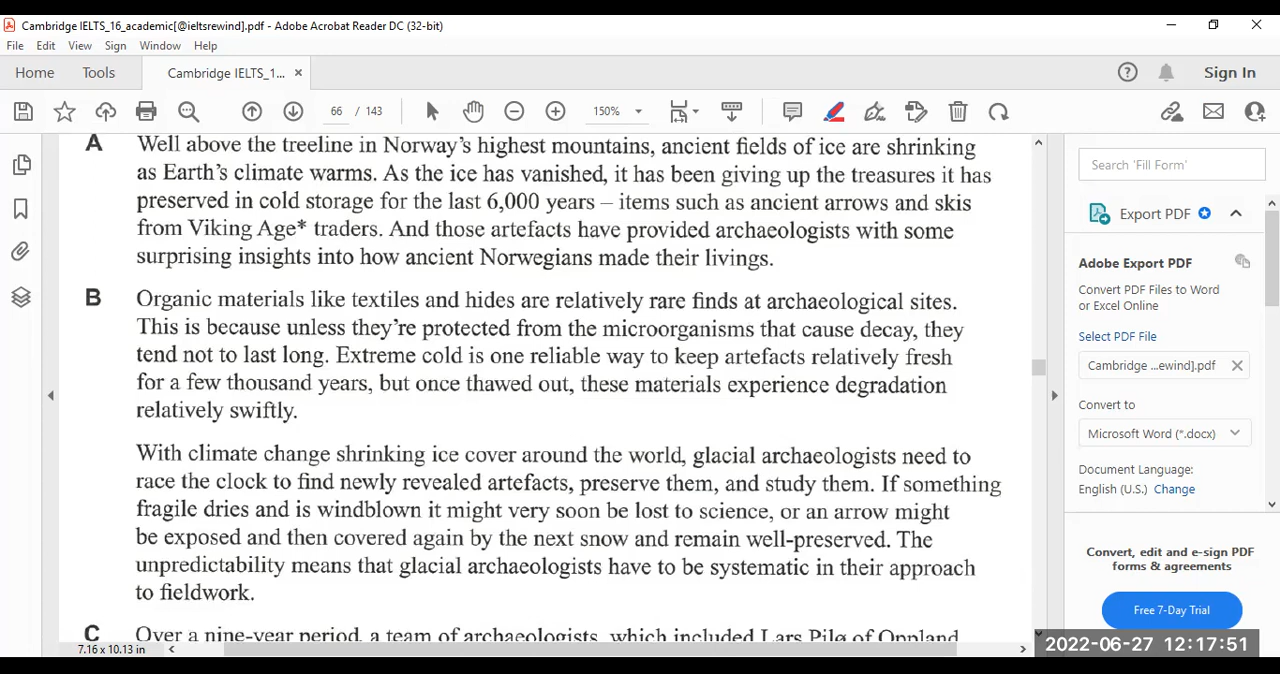 Cambridge IELTS_16_academic[@ieltsrewind].pdf - Adobe Acrobat Reader DC (32-bit)
File Edit View Sign Window Help
Home Tools Cambridge IELTS_1... × Sign In
66 / 143 150%
A Well above the treeline in Norway's highest mountains, ancient fields of ice are shrinking
as Earth's climate warms. As the ice has vanished, it has been giving up the treasures it has
preserved in cold storage for the last 6,000 years – items such as ancient arrows and skis
from Viking Age* traders. And those artefacts have provided archaeologists with some
surprising insights into how ancient Norwegians made their livings.
B Organic materials like textiles and hides are relatively rare finds at archaeological sites.
This is because unless they're protected from the microorganisms that cause decay, they
tend not to last long. Extreme cold is one reliable way to keep artefacts relatively fresh
for a few thousand years, but once thawed out, these materials experience degradation
relatively swiftly.
With climate change shrinking ice cover around the world, glacial archaeologists need to
race the clock to find newly revealed artefacts, preserve them, and study them. If something
fragile dries and is windblown it might very soon be lost to science, or an arrow might
be exposed and then covered again by the next snow and remain well-preserved. The
unpredictability means that glacial archaeologists have to be systematic in their approach
to fieldwork.
C Over a nine-year period, a team of archaeologists, which included Lars Pilø of Oppland
7.16 x 10.13 in
Search 'Fill Form'
Export PDF
Adobe Export PDF
Convert PDF Files to Word
or Excel Online
Select PDF File
Cambridge ...ewind].pdf
Convert to
Microsoft Word (*.docx)
Document Language:
English (U.S.) Change
Convert, edit and e-sign PDF
forms & agreements
Free 7-Day Trial
2022-06-27 12:17:51